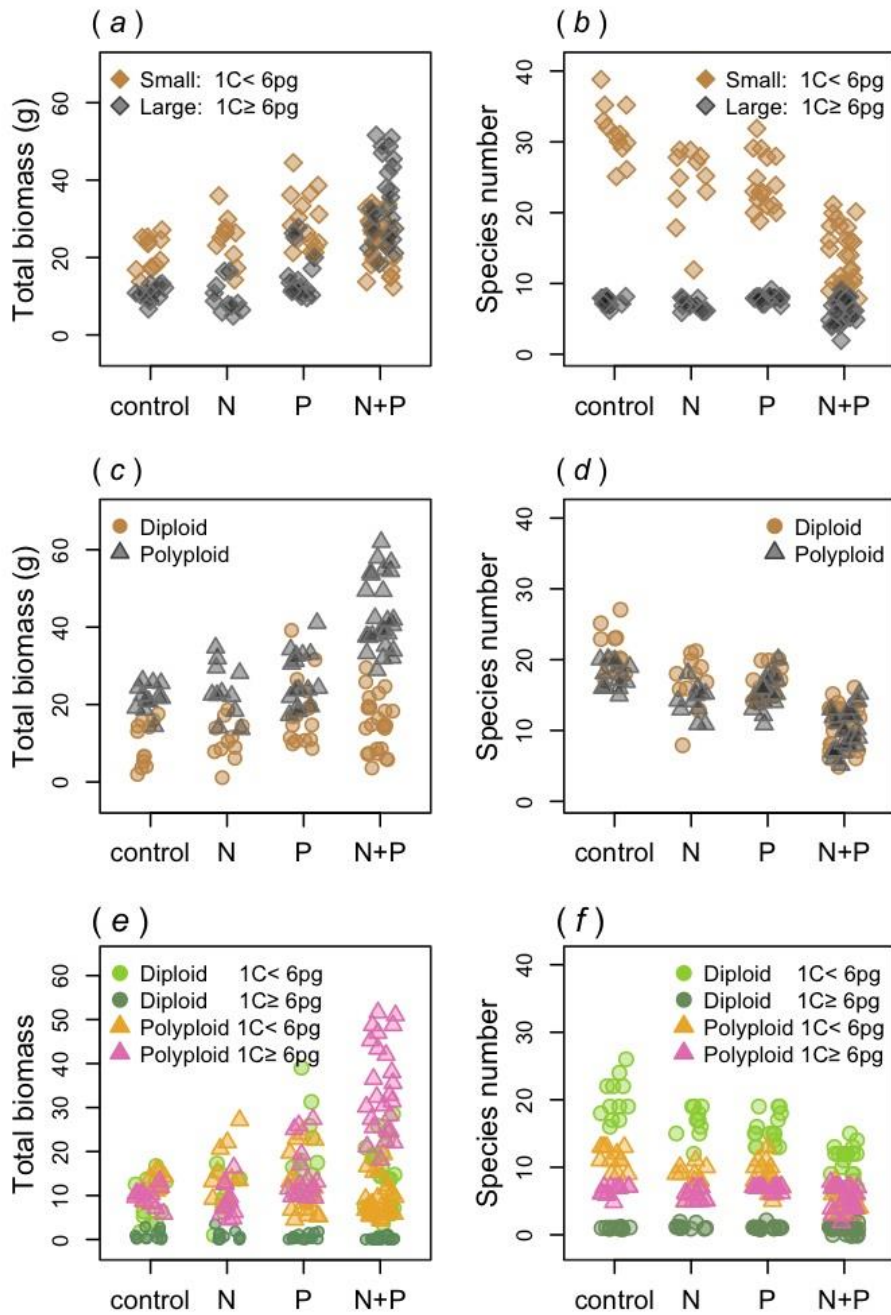 ( a )
Small: 1C< 6pg
Large: 1C≥ 6pg
Total biomass (g)
60
40
20
0
control N P N+P
( b )
Small: 1C< 6pg
Large: 1C≥ 6pg
Species number
40
30
20
10
0
control N P N+P
( c )
Diploid
Polyploid
Total biomass (g)
60
40
20
0
control N P N+P
( d )
Diploid
Polyploid
Species number
40
30
20
10
0
control N P N+P
( e )
Diploid 1C< 6pg
Diploid 1C≥ 6pg
Polyploid 1C< 6pg
Polyploid 1C≥ 6pg
Total biomass
60
50
40
30
20
10
0
control N P N+P
( f )
Diploid 1C< 6pg
Diploid 1C≥ 6pg
Polyploid 1C< 6pg
Polyploid 1C≥ 6pg
Species number
40
30
20
10
0
control N P N+P